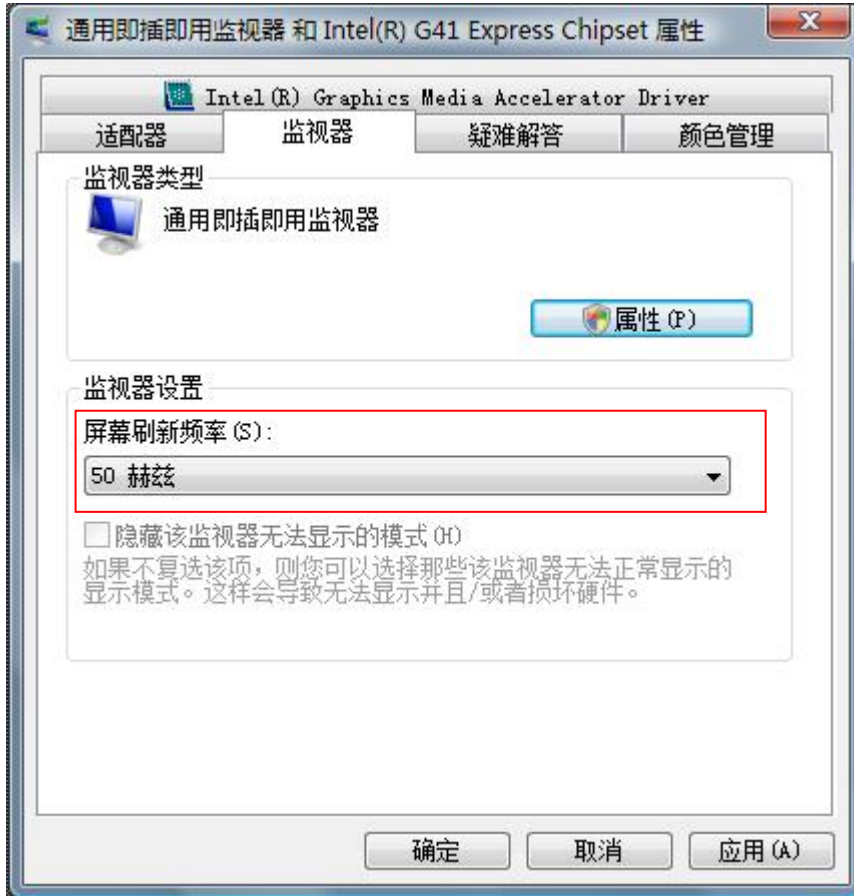 通用即插即用监视器 和 Intel(R) G41 Express Chipset 属性
Intel(R) Graphics Media Accelerator Driver
适配器 监视器 疑难解答 颜色管理
监视器类型
通用即插即用监视器
属性(P)
监视器设置
屏幕刷新频率(S):
50 赫兹
隐藏该监视器无法显示的模式(H)
如果不复选该项，则您可以选择那些该监视器无法正常显示的
显示模式。这样会导致无法显示并且/或者损坏硬件。
确定 取消 应用(A)